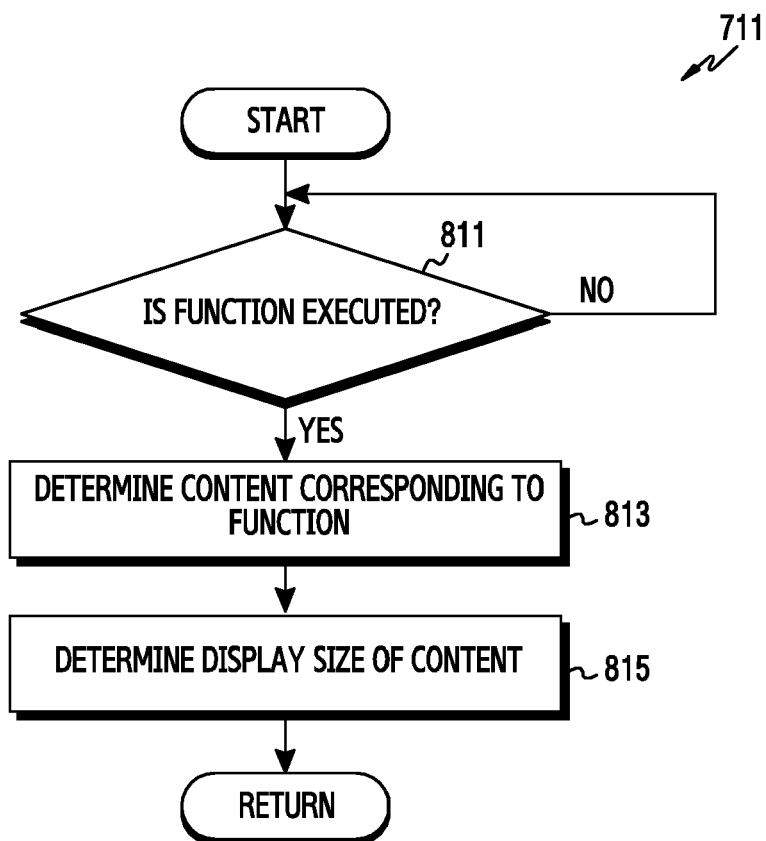 711
START
811
IS FUNCTION EXECUTED?
NO
YES
DETERMINE CONTENT CORRESPONDING TO
FUNCTION
813
DETERMINE DISPLAY SIZE OF CONTENT
815
RETURN